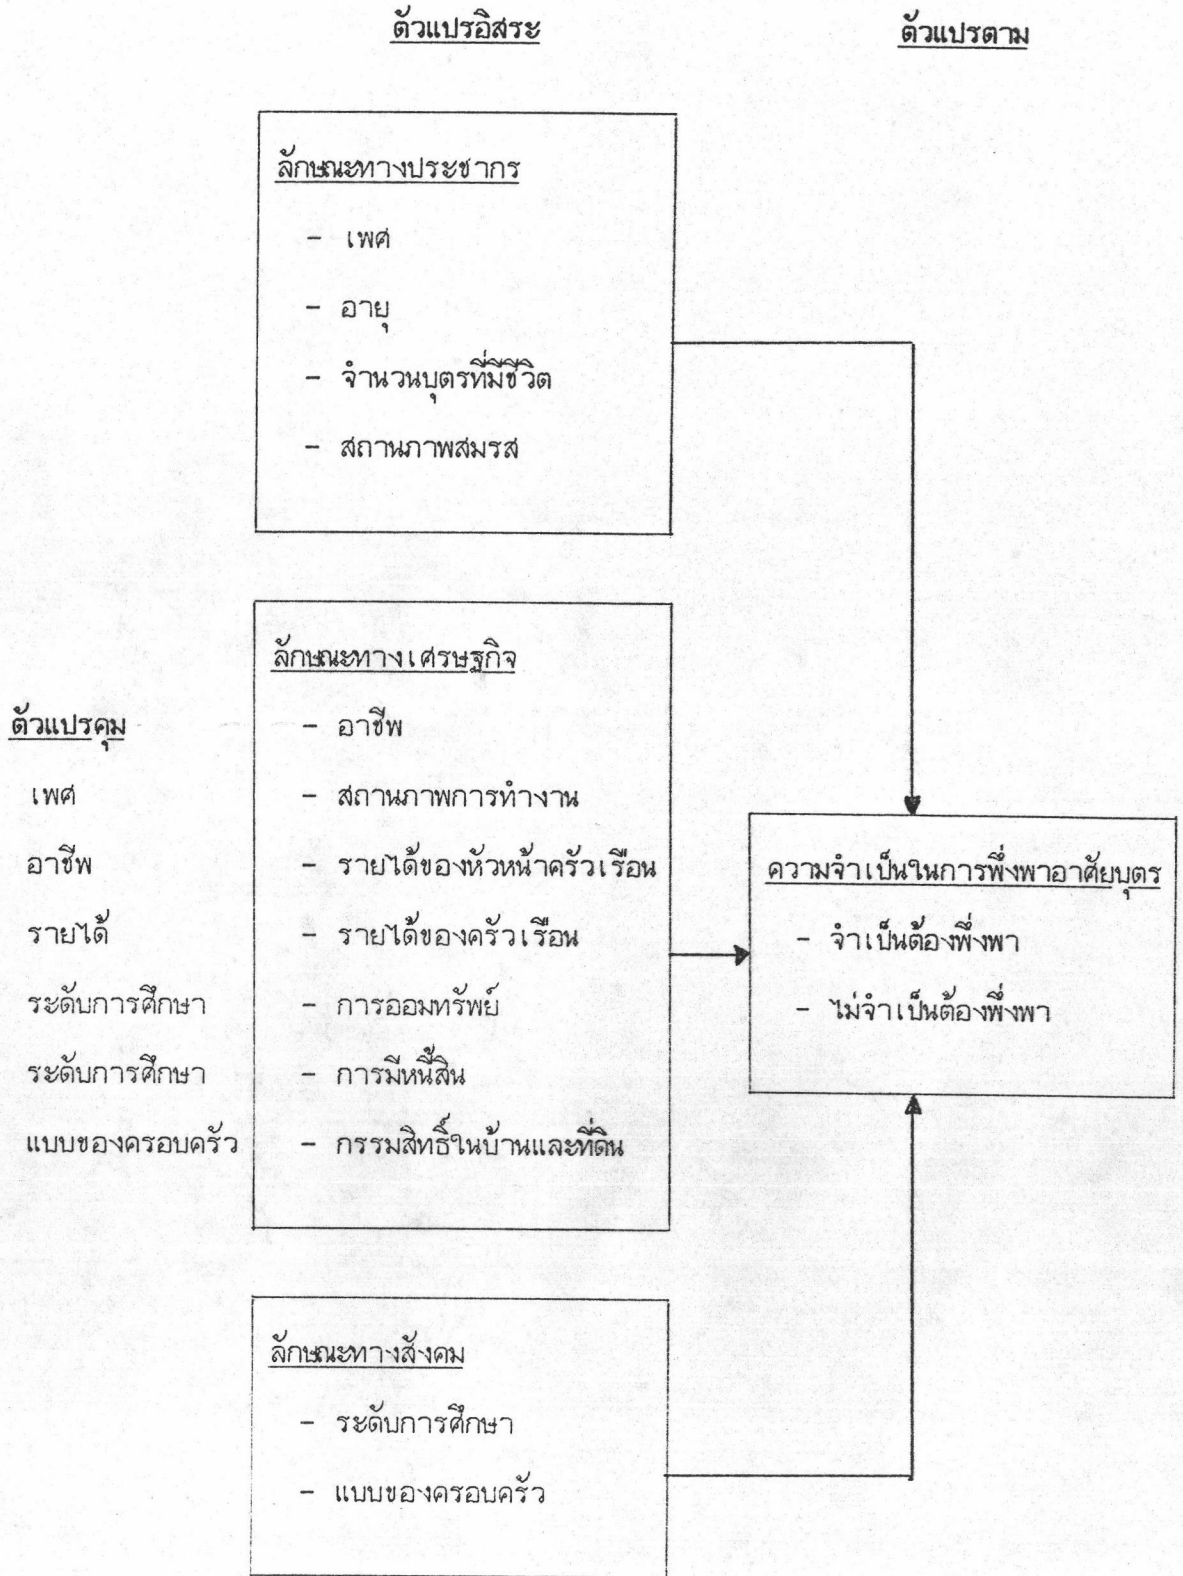 ตัวแปรอิสระ
ตัวแปรตาม
ลักษณะทางประชากร
- เพศ
- อายุ
- จำนวนบุตรที่มีชีวิต
- สถานภาพสมรส
ตัวแปรคุม
เพศ
อาชีพ
รายได้
ระดับการศึกษา
ระดับการศึกษา
แบบของครอบครัว
ลักษณะทางเศรษฐกิจ
- อาชีพ
- สถานภาพการทำงาน
- รายได้ของหัวหน้าครัวเรือน
- รายได้ของครัวเรือน
- การออมทรัพย์
- การมีหนี้สิน
- กรรมสิทธิ์ในบ้านและที่ดิน
ความจำเป็นในการพึ่งพาอาศัยบุตร
- จำเป็นต้องพึ่งพา
- ไม่จำเป็นต้องพึ่งพา
ลักษณะทางสังคม
- ระดับการศึกษา
- แบบของครอบครัว